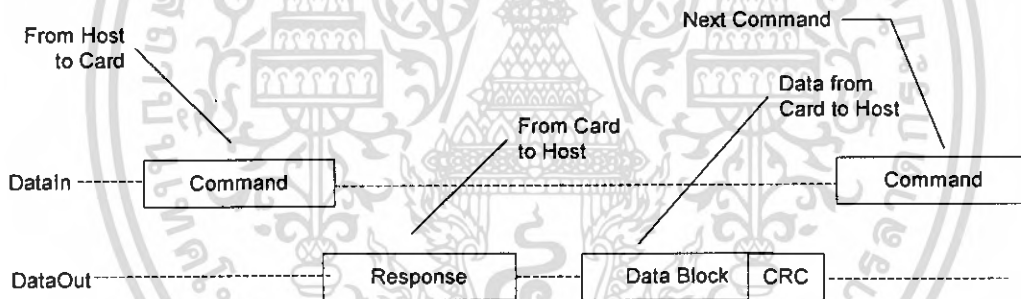 Next Command
From Host
to Card
Data from
Card to Host
From Card
to Host
DataIn
Command
Command
DataOut
Response
Data Block
CRC